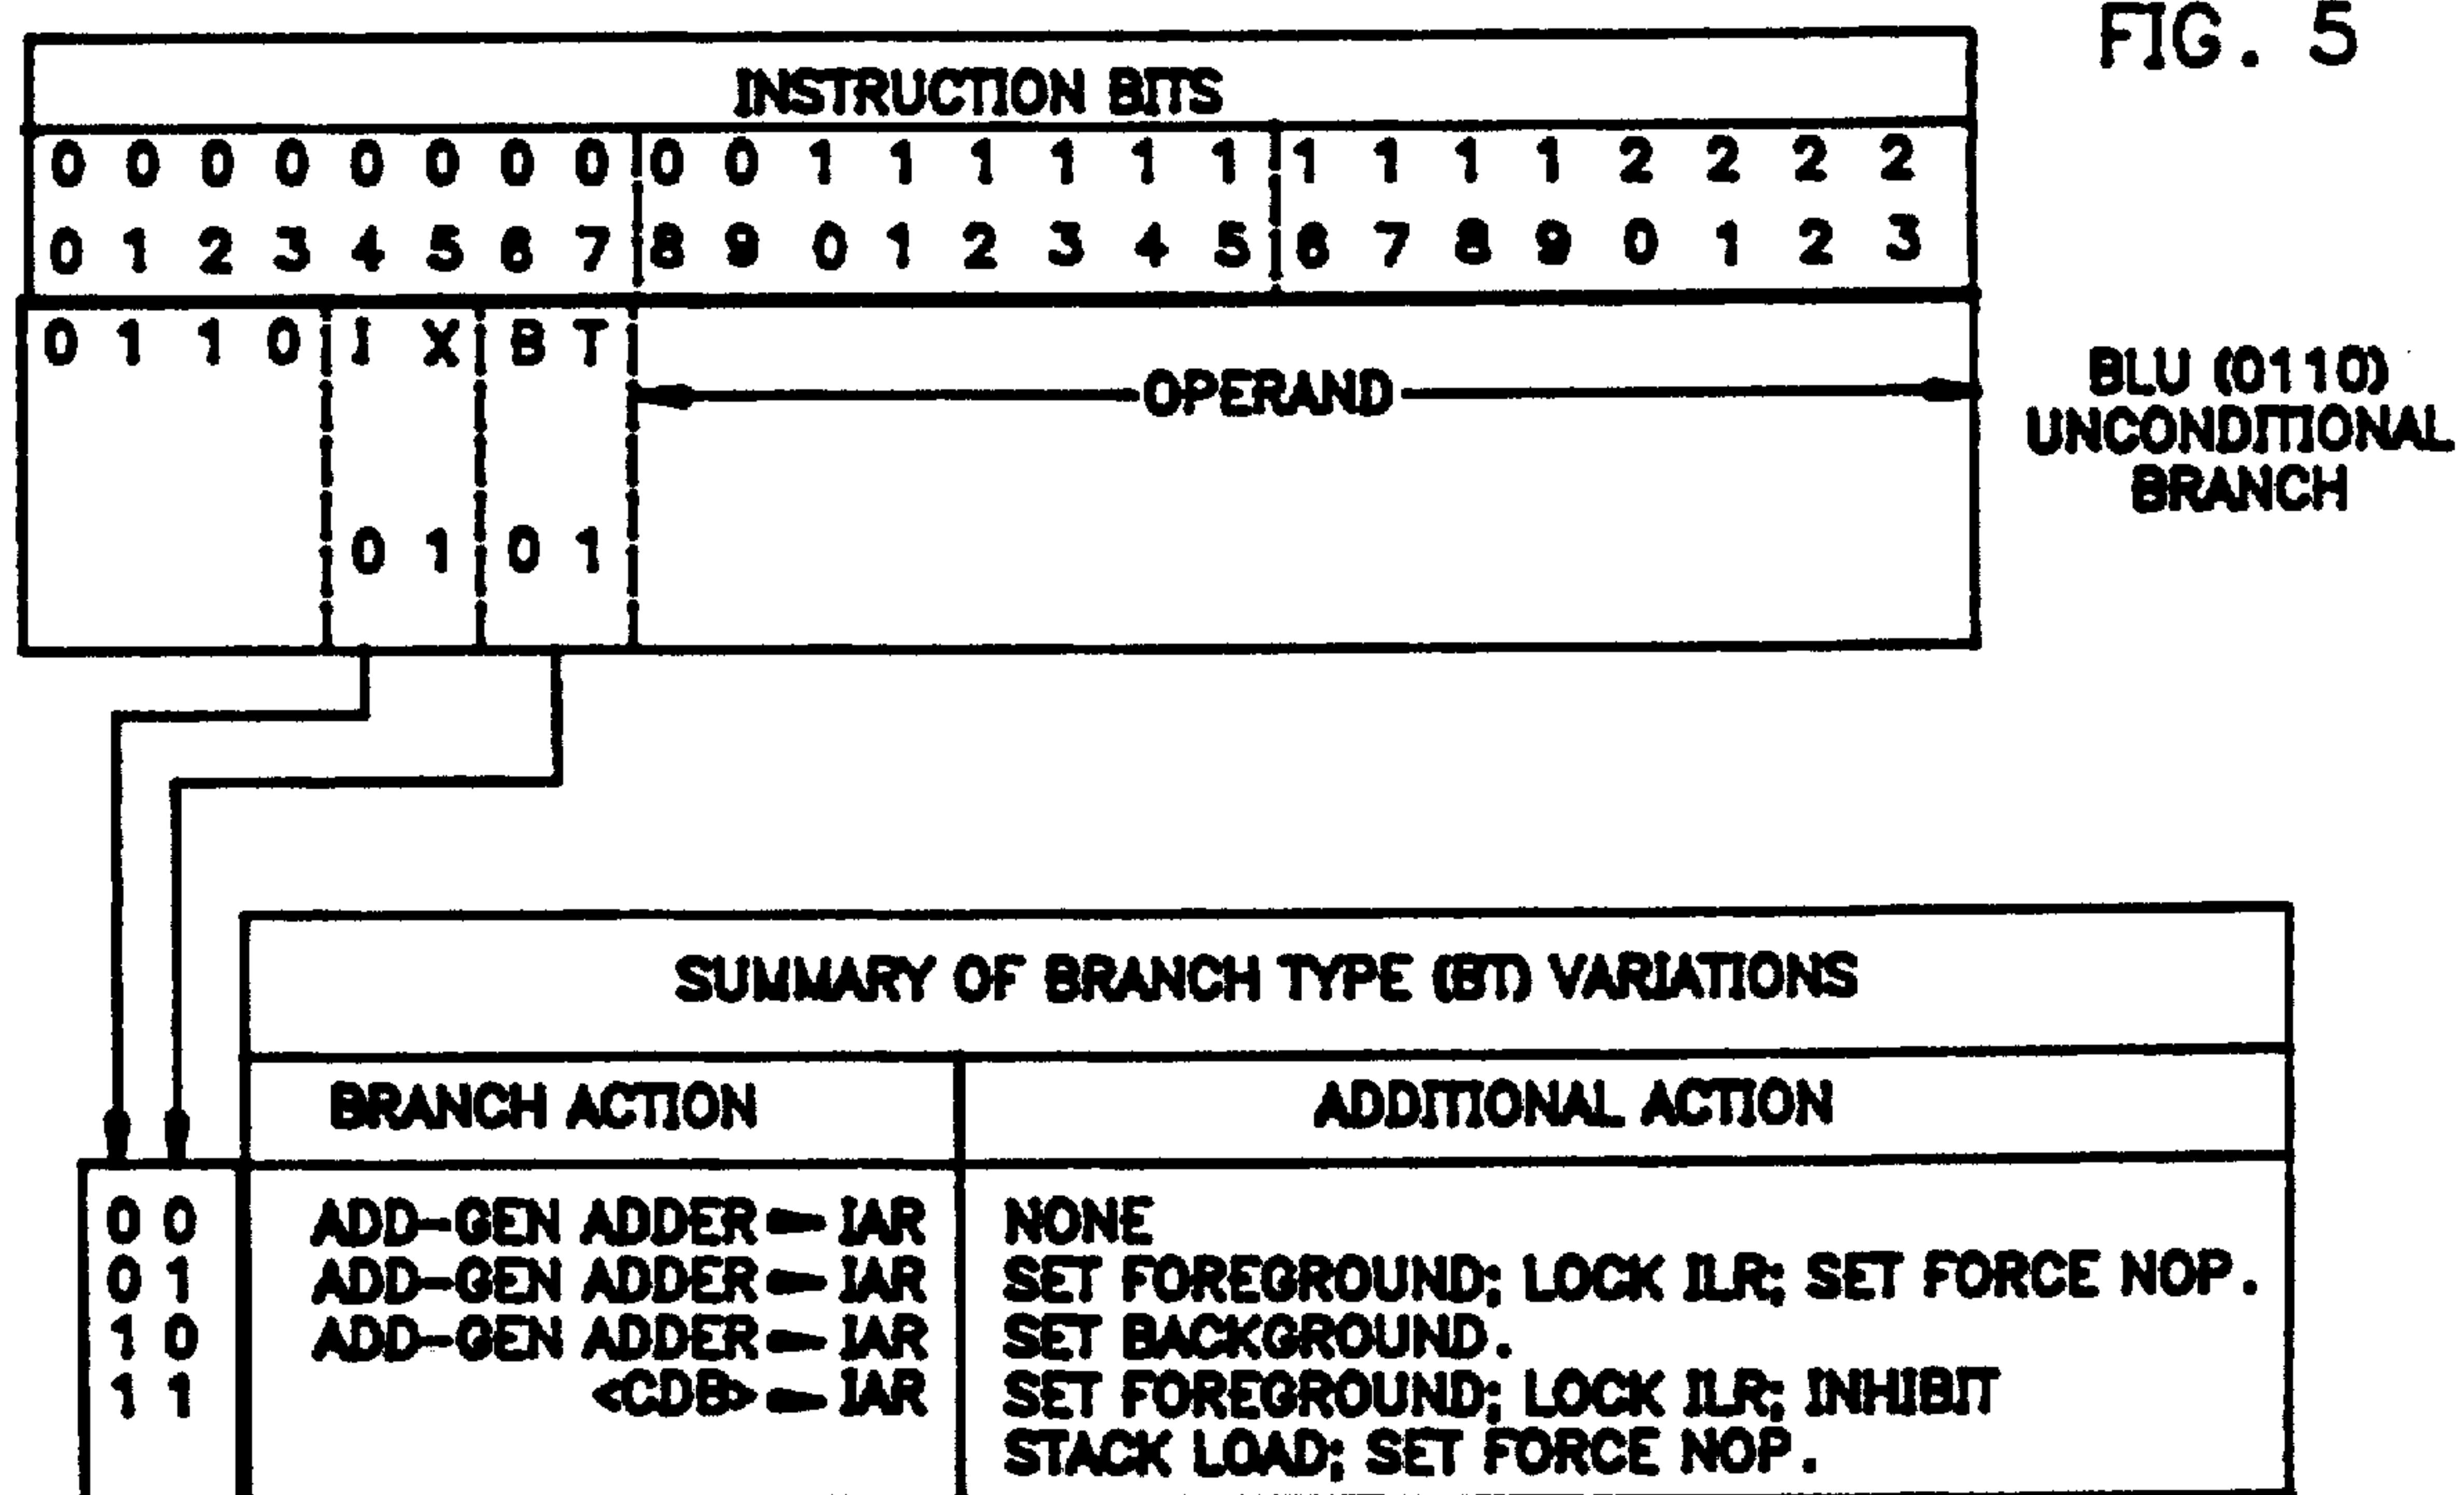 FIG. 5
INSTRUCTION BITS
0 0 0 0 0 0 0 0 0 0 1 1 1 1 1 1 1 1 1 1 2 2 2 2
0 1 2 3 4 5 6 7 8 9 0 1 2 3 4 5 6 7 8 9 0 1 2 3
0 1 1 0 I X B T
OPERAND
BLU (0110)
UNCONDITIONAL
BRANCH
0 1 0 1
SUMMARY OF BRANCH TYPE (BT) VARIATIONS
BRANCH ACTION ADDITIONAL ACTION
0 0 ADD-GEN ADDER IAR NONE
0 1 ADD-GEN ADDER IAR SET FOREGROUND; LOCK ILR; SET FORCE NOP.
1 0 ADD-GEN ADDER IAR SET BACKGROUND.
1 1 <CDB> IAR SET FOREGROUND; LOCK ILR; INHIBIT
STACK LOAD; SET FORCE NOP.